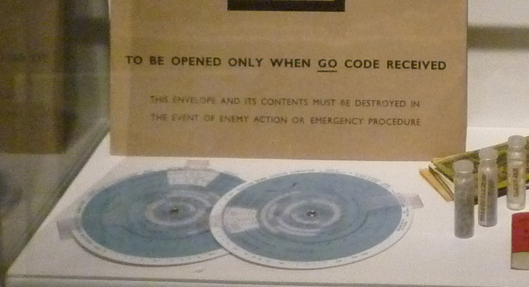 TO BE OPENED ONLY WHEN GO CODE RECEIVED
THIS ENVELOPE AND ITS CONTENTS MUST BE DESTROYED IN
THE EVENT OF ENEMY ACTION OR EMERGENCY PROCEDURE